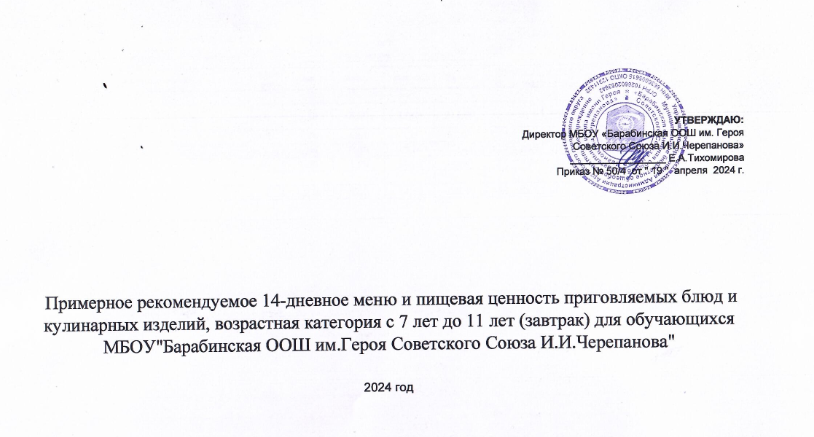 УТВЕРЖДАЮ:
Директор МБОУ «Барабинская ООШ им. Героя
Советского Союза И.И.Черепанова»
Е.А.Тихомирова
Приказ № 50/4 от " 19 " апреля 2024 г.
Примерное рекомендуемое 14-дневное меню и пищевая ценность приговляемых блюд и
кулинарных изделий, возрастная категория с 7 лет до 11 лет (завтрак) для обучающихся
МБОУ"Барабинская ООШ им.Героя Советского Союза И.И.Черепанова"
2024 год